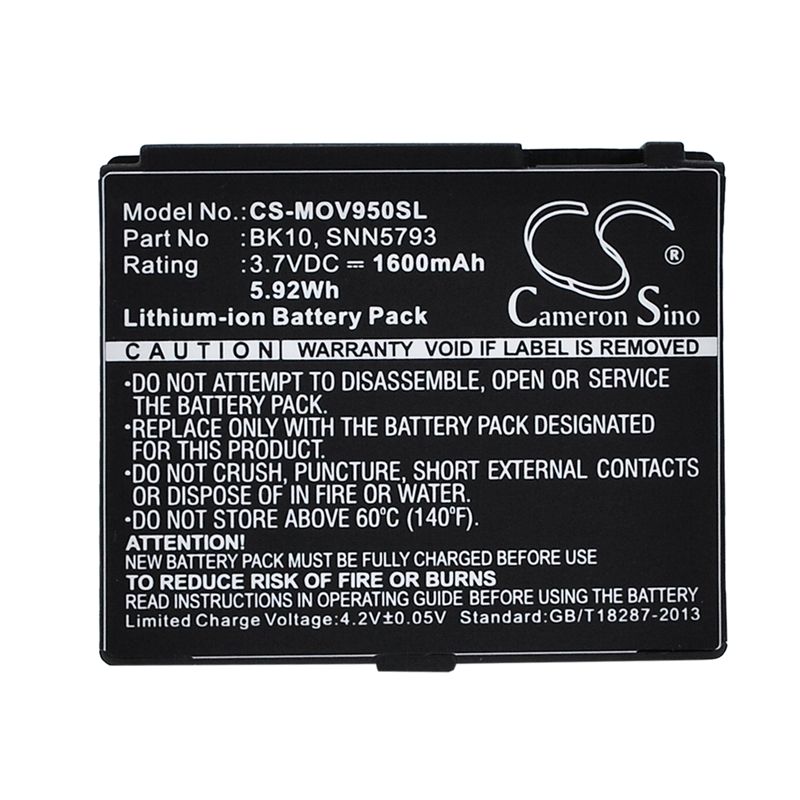 Model No.: CS-MOV950SL
Part No : BK10, SNN5793
Rating : 3.7VDC ⎓ 1600mAh
5.92Wh
Lithium-ion Battery Pack
CS®
Cameron Sino
CAUTION WARRANTY VOID IF LABEL IS REMOVED
•DO NOT ATTEMPT TO DISASSEMBLE, OPEN OR SERVICE
THE BATTERY PACK.
•REPLACE ONLY WITH THE BATTERY PACK DESIGNATED
FOR THIS PRODUCT.
•DO NOT CRUSH, PUNCTURE, SHORT EXTERNAL CONTACTS
OR DISPOSE OF IN FIRE OR WATER.
•DO NOT STORE ABOVE 60°C (140°F).
NEW BATTERY PACK MUST BE FULLY CHARGED BEFORE USE
TO REDUCE RISK OF FIRE OR EXPLOSION
READ INSTRUCTIONS IN OPERATING GUIDE BEFORE USING THE BATTERY
Limited Charge Voltage:4.2V±0.05V Standard:GB/T18287-2013